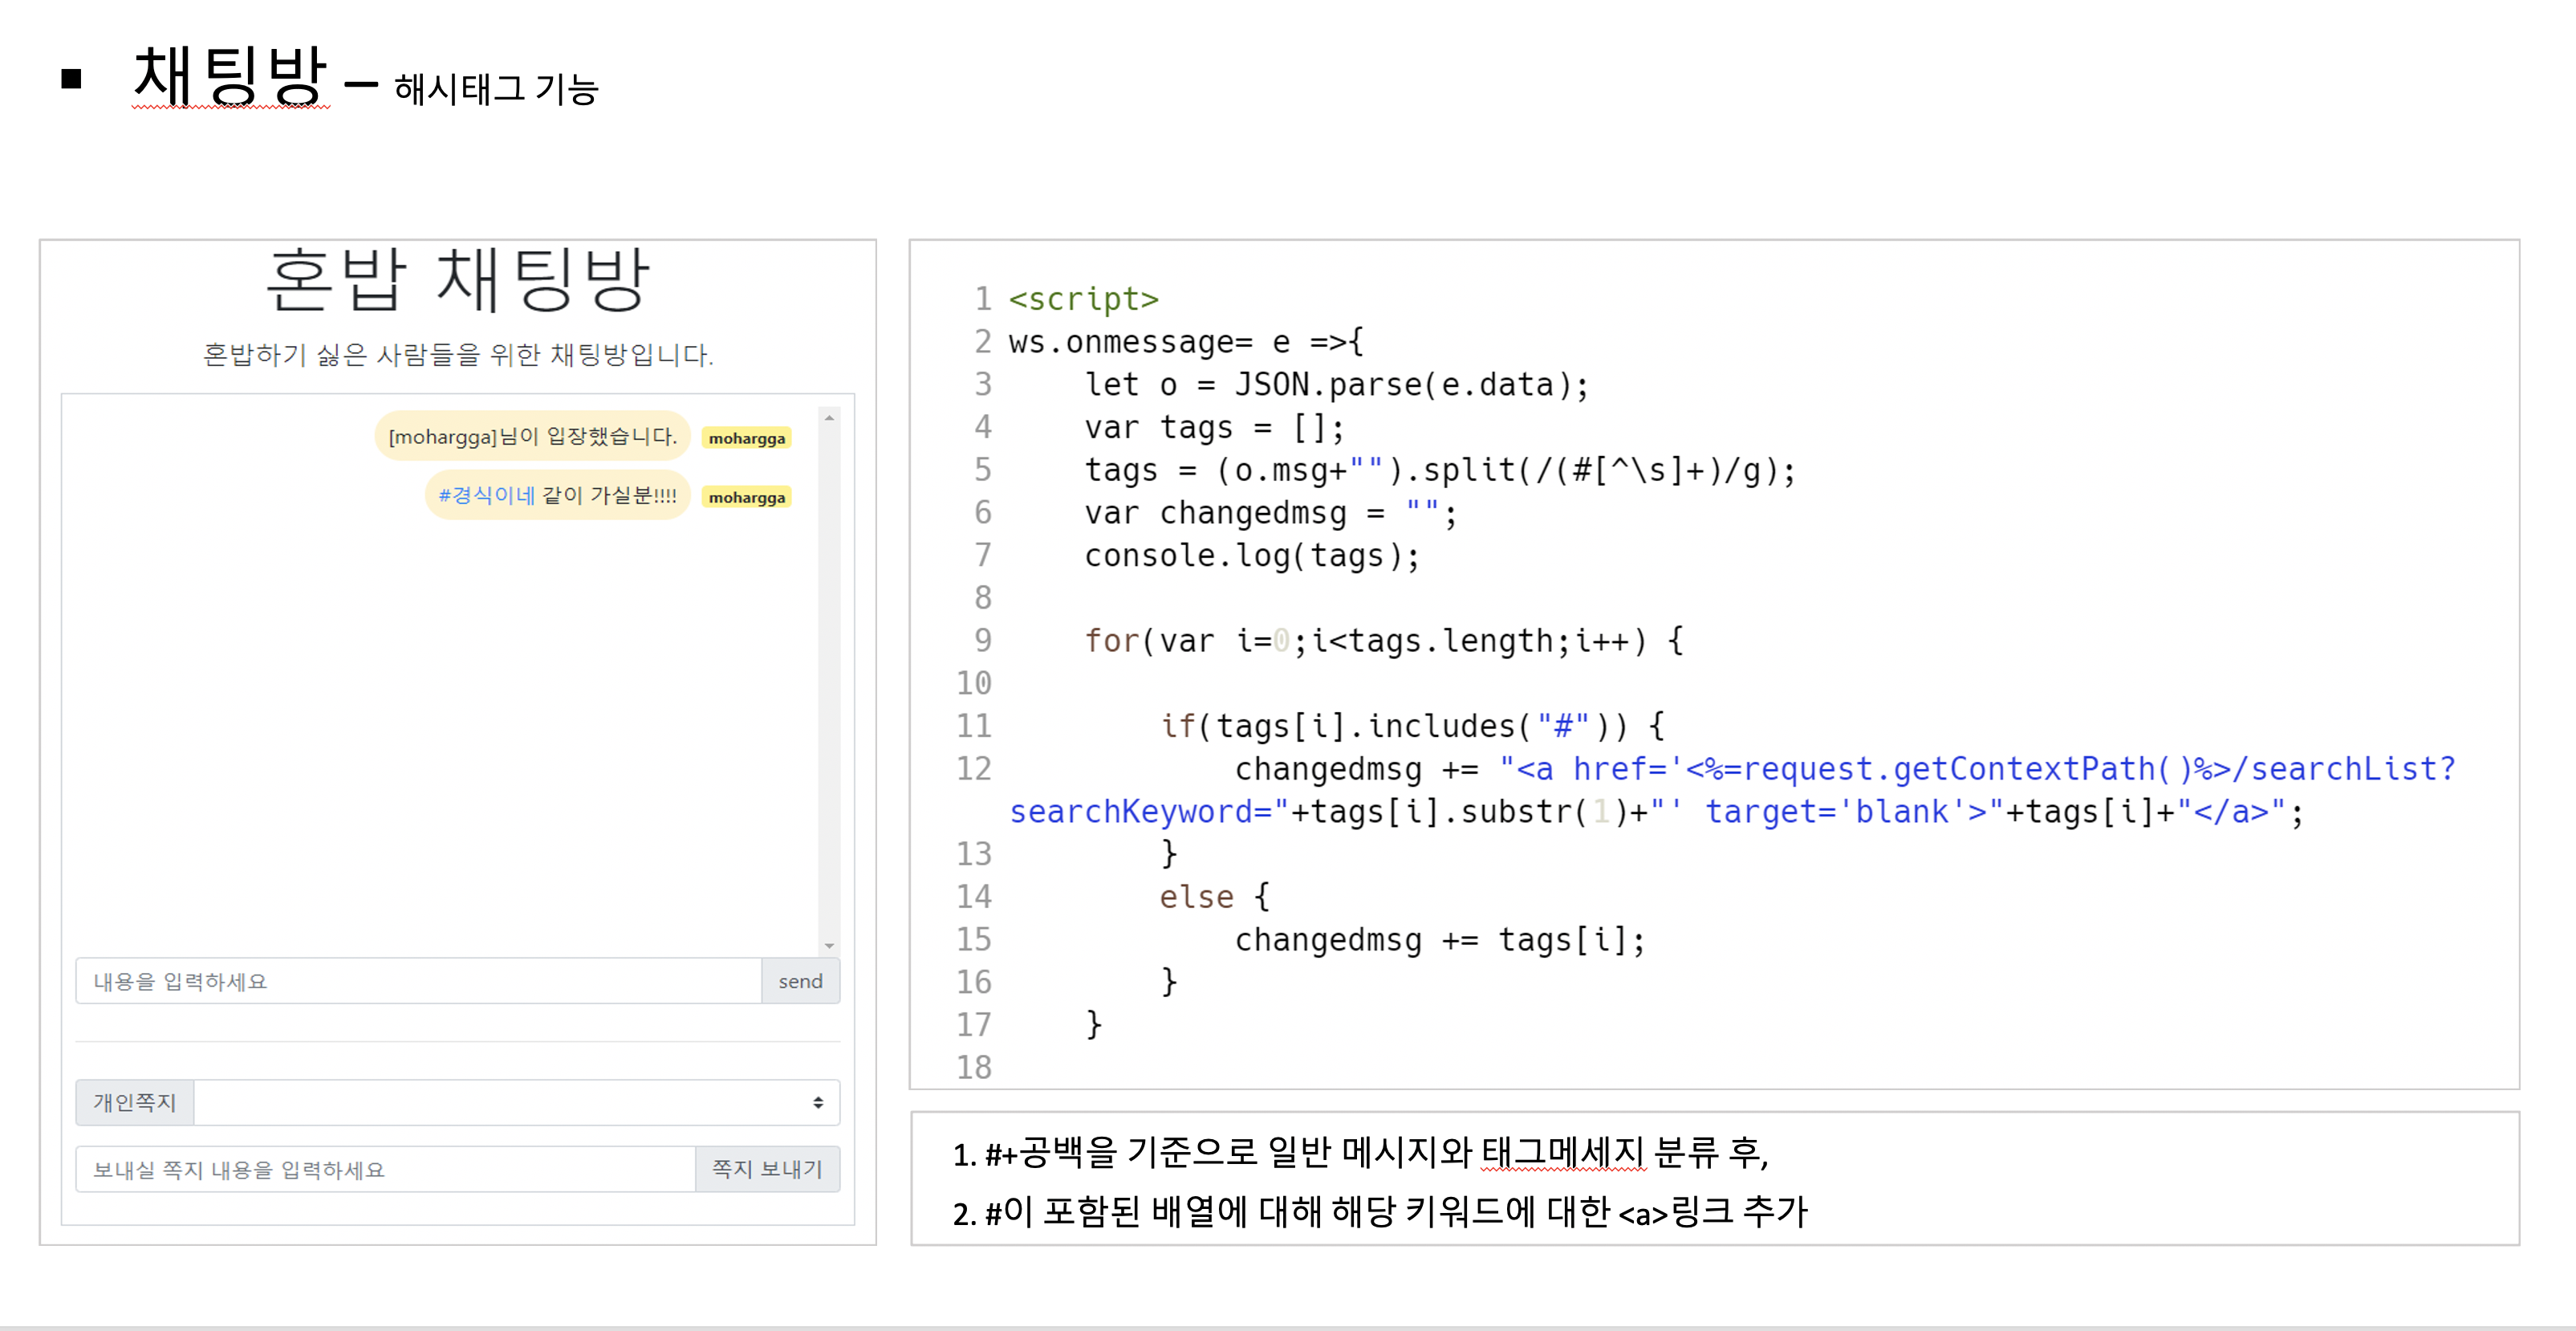 ▪ 채팅방 – 해시태그 기능
혼밥 채팅방
혼밥하기 싫은 사람들을 위한 채팅방입니다.
[mohargga]님이 입장했습니다. mohargga
#경식이네 같이 가실분!!!! mohargga
내용을 입력하세요 send
개인쪽지
보내실 쪽지 내용을 입력하세요 쪽지 보내기
1 <script>
2 ws.onmessage= e =>{
3     let o = JSON.parse(e.data);
4     var tags = [];
5     tags = (o.msg+"").split(/(#[^\s]+)/g);
6     var changedmsg = "";
7     console.log(tags);
8
9     for(var i=0;i<tags.length;i++) {
10
11         if(tags[i].includes("#")) {
12             changedmsg += "<a href='<%=request.getContextPath()%>/searchList?
searchKeyword="+tags[i].substr(1)+"' target='blank'>"+tags[i]+"</a>";
13         }
14         else {
15             changedmsg += tags[i];
16         }
17     }
18
1. #+공백을 기준으로 일반 메시지와 태그메세지 분류 후,
2. #이 포함된 배열에 대해 해당 키워드에 대한 <a>링크 추가